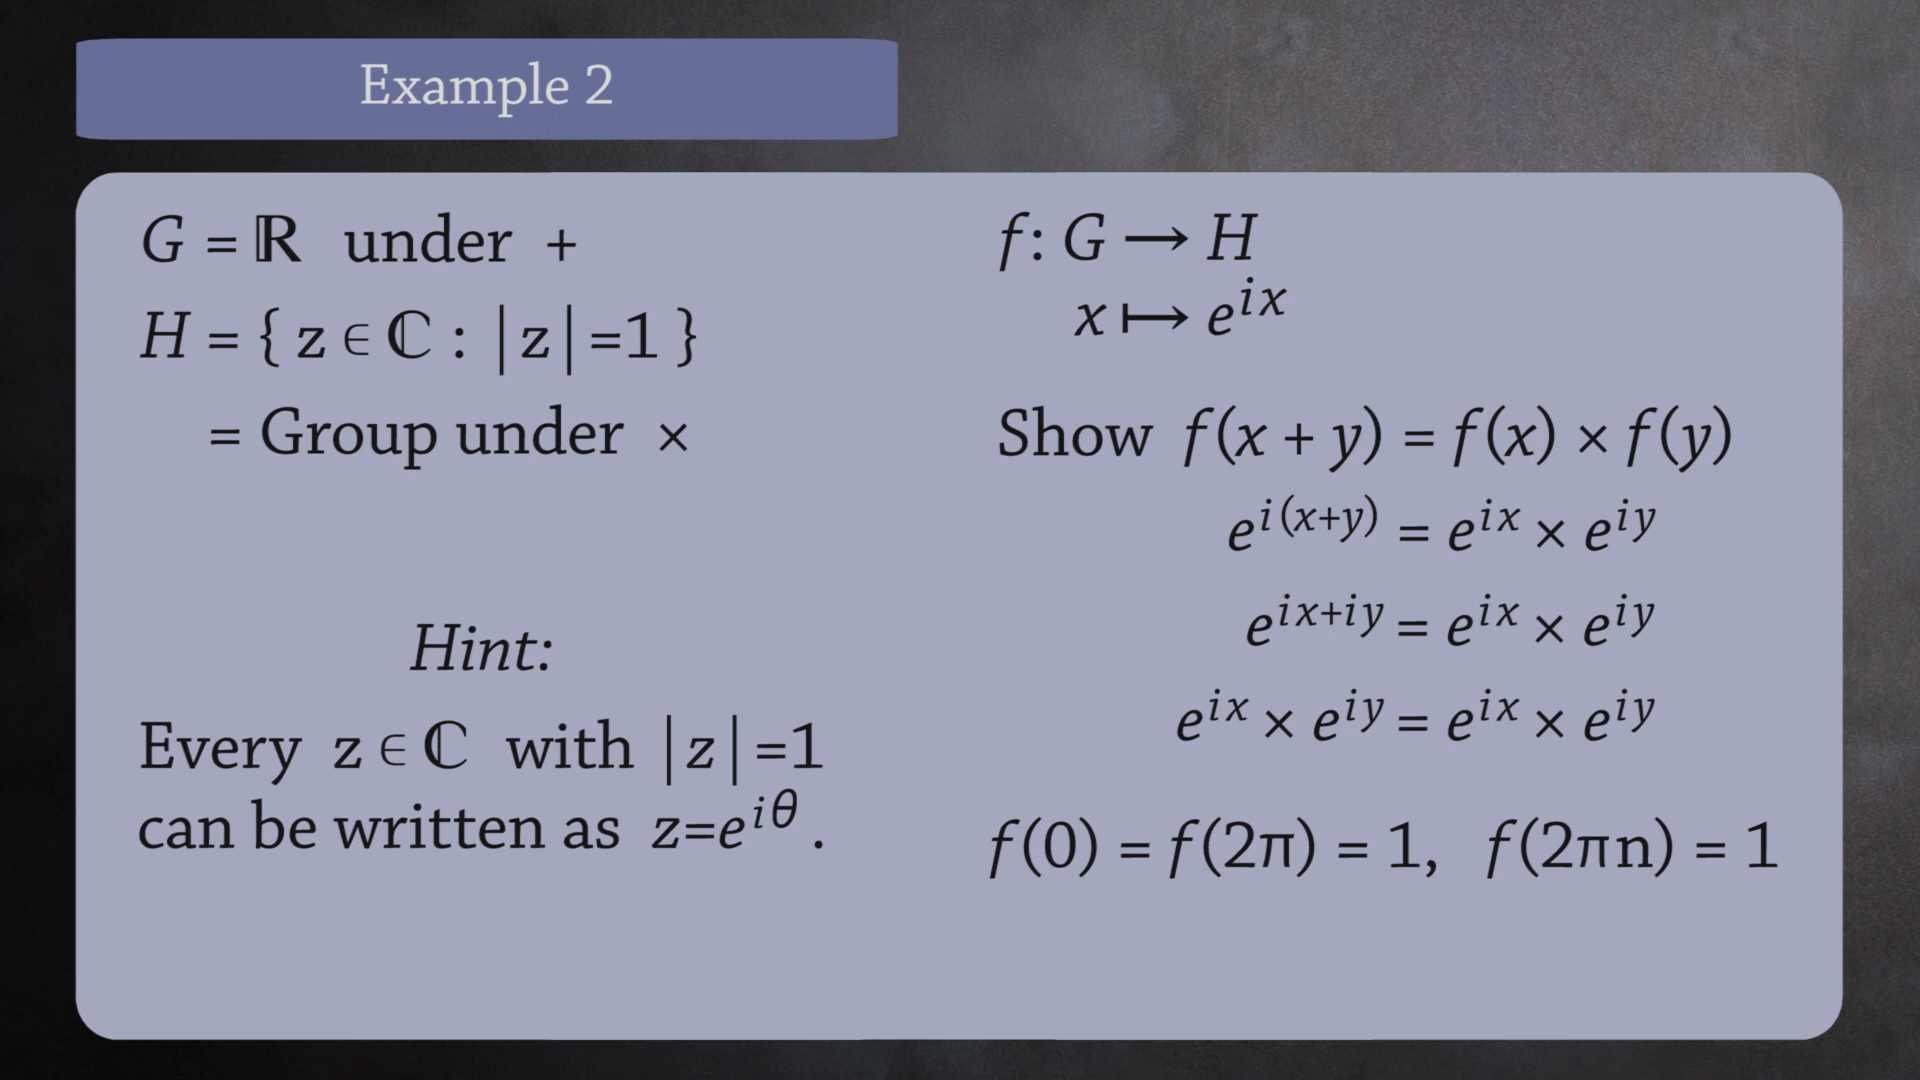 Example 2
G = ℝ under +
H = { z ∈ ℂ : |z|=1 }
= Group under ×
Hint:
Every z ∈ ℂ with |z|=1
can be written as z=e^{iθ}.
f: G → H
x ↦ e^{ix}
Show f(x + y) = f(x) × f(y)
e^{i(x+y)} = e^{ix} × e^{iy}
e^{ix+iy} = e^{ix} × e^{iy}
e^{ix} × e^{iy} = e^{ix} × e^{iy}
f(0) = f(2π) = 1, f(2πn) = 1